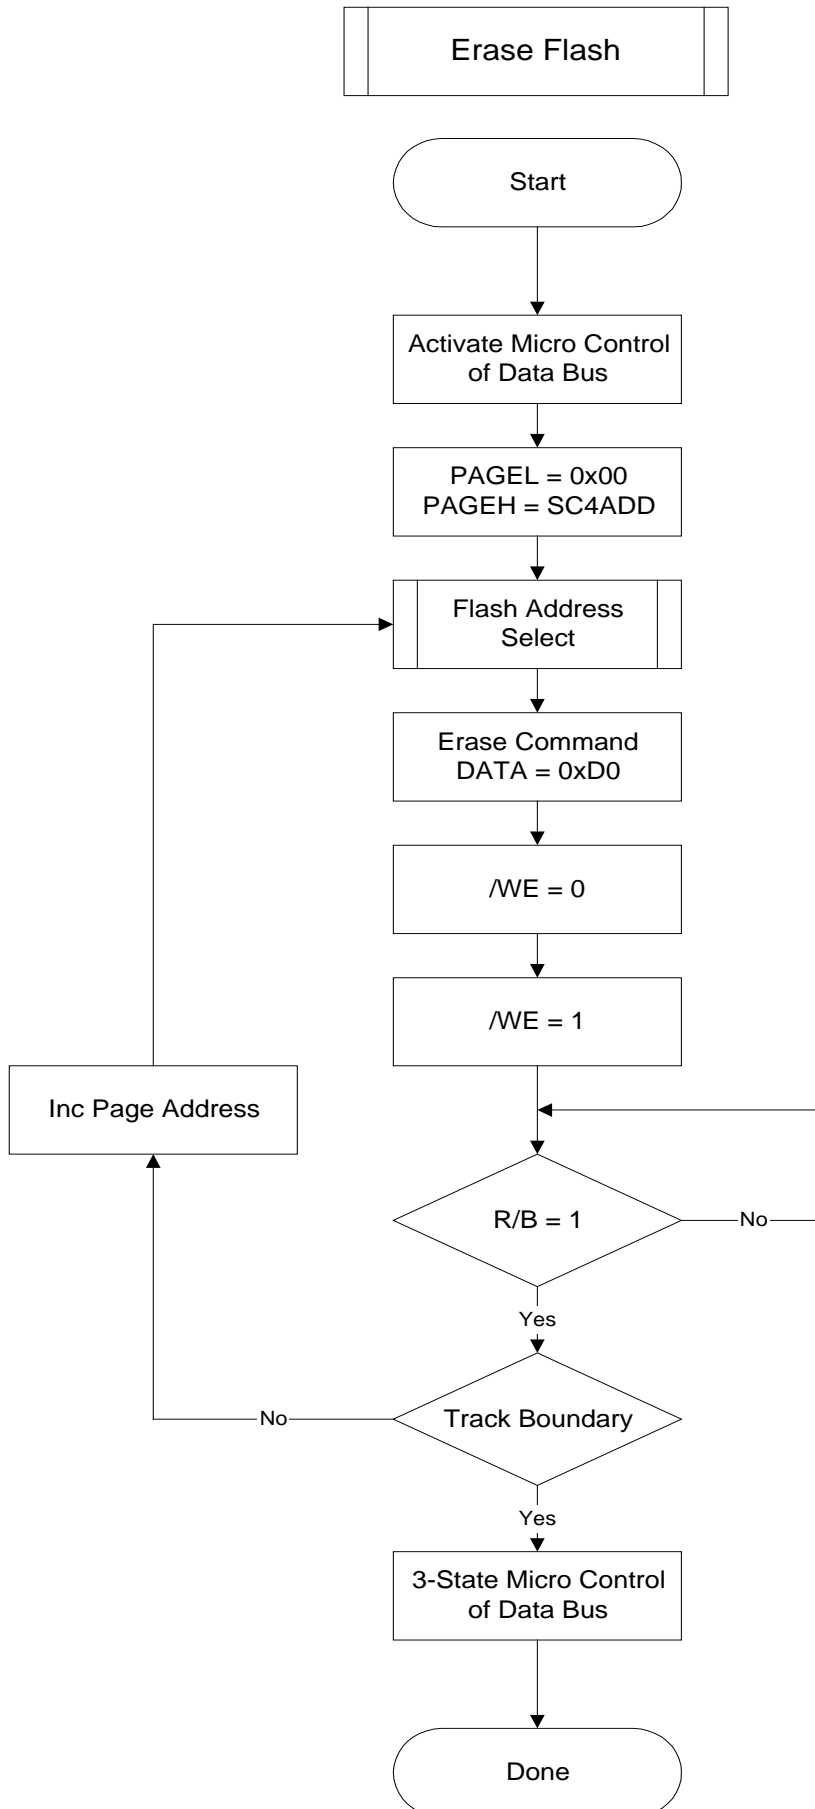 Erase Flash
Start
Activate Micro Control
of Data Bus
PAGEL = 0x00
PAGEH = SC4ADD
Flash Address
Select
Erase Command
DATA = 0xD0
/WE = 0
/WE = 1
Inc Page Address
R/B = 1
No
Yes
Track Boundary
No
Yes
3-State Micro Control
of Data Bus
Done